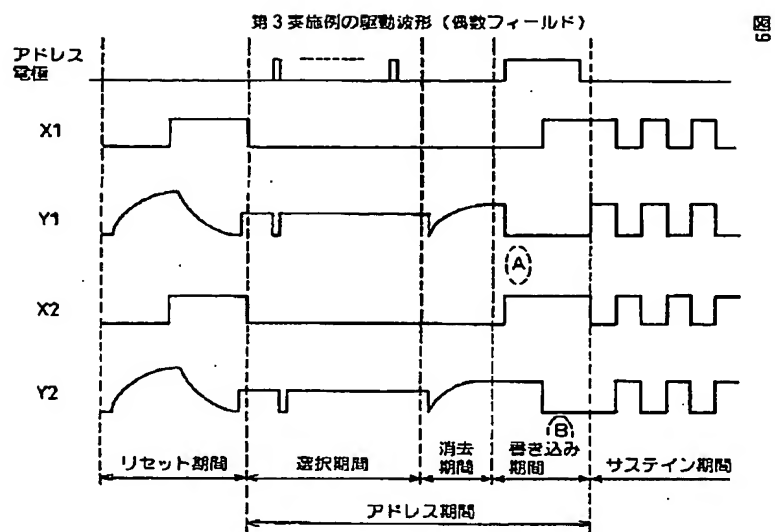 第3実施例の駆動波形（偶数フィールド）
図19
アドレス
電極
X1
Y1
A
X2
Y2
B
リセット期間
選択期間
消去
期間
書き込み
期間
サステイン期間
アドレス期間